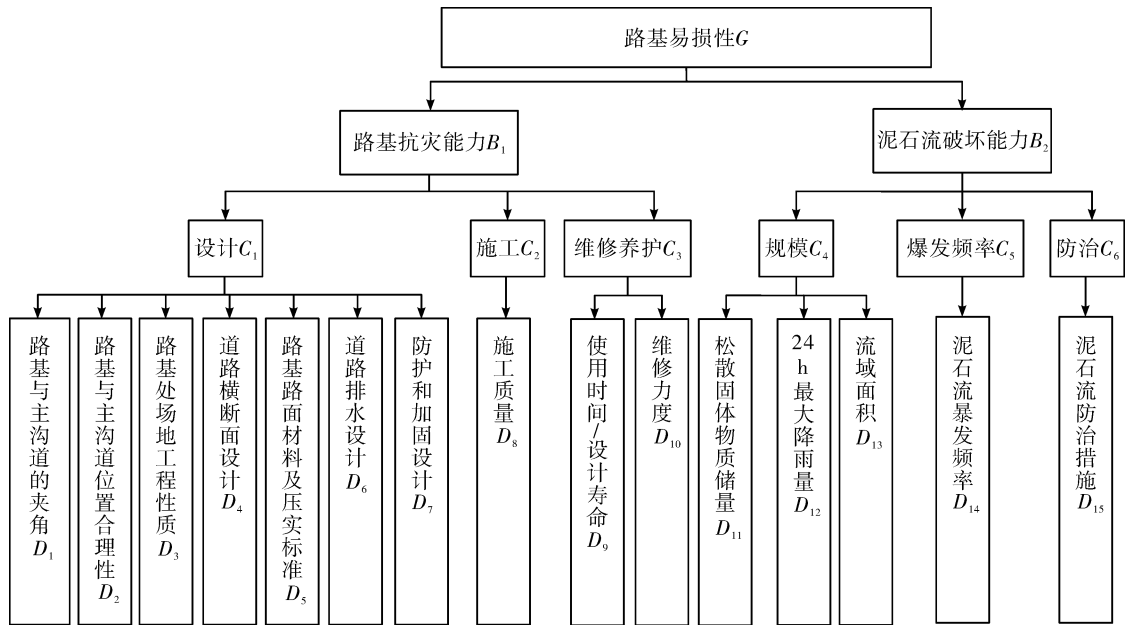 路基易损性G
路基抗灾能力B₁
泥石流破坏能力B₂
设计C₁
施工C₂
维修养护C₃
规模C₄
爆发频率C₅
防治C₆
路基与主沟道的夹角D₁
路基与主沟道位置合理性D₂
路基处场地工程性质D₃
道路横断面设计D₄
路基路面材料及压实标准D₅
道路排水设计D₆
防护和加固设计D₇
施工质量D₈
使用时间/设计寿命D₉
维修力度D₁₀
松散固体物质储量D₁₁
24h最大降雨量D₁₂
流域面积D₁₃
泥石流暴发频率D₁₄
泥石流防治措施D₁₅